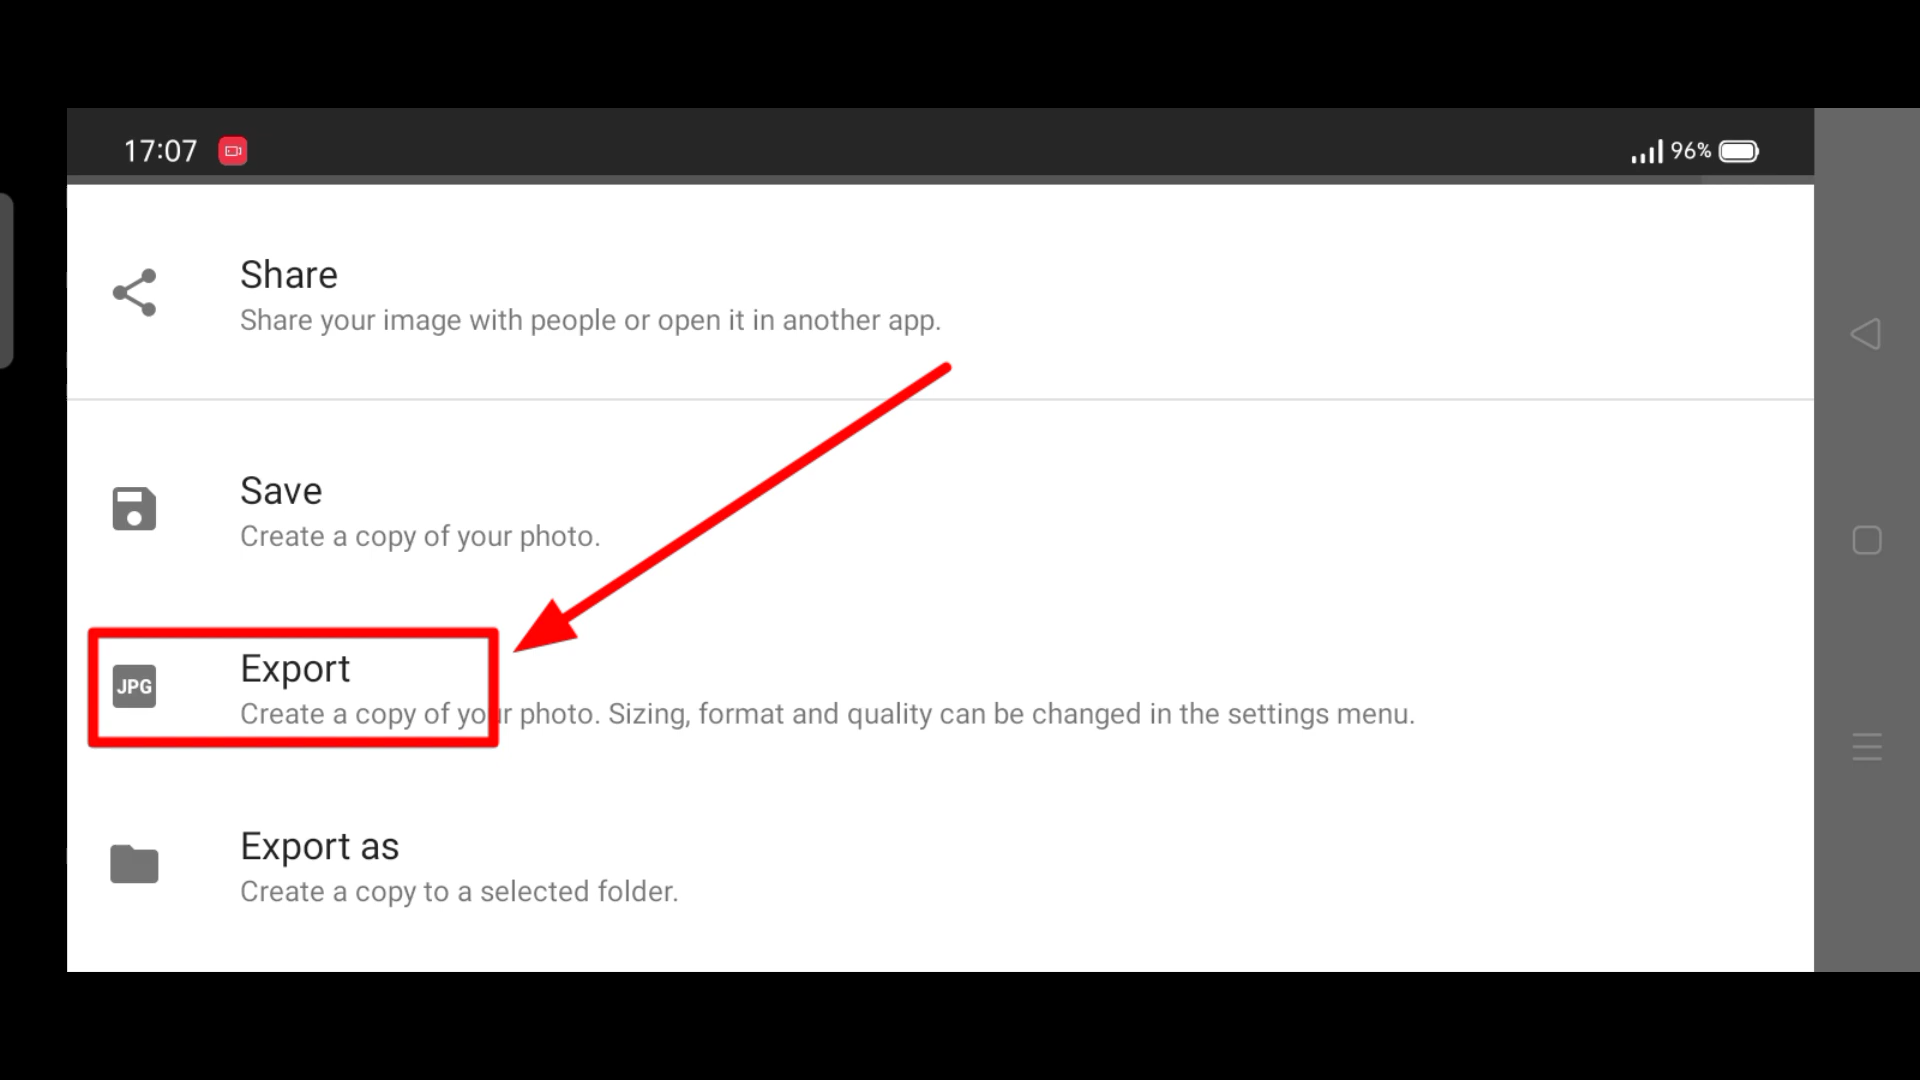 17:07
96%
Share
Share your image with people or open it in another app.
Save
Create a copy of your photo.
JPG
Export
Create a copy of your photo. Sizing, format and quality can be changed in the settings menu.
Export as
Create a copy to a selected folder.